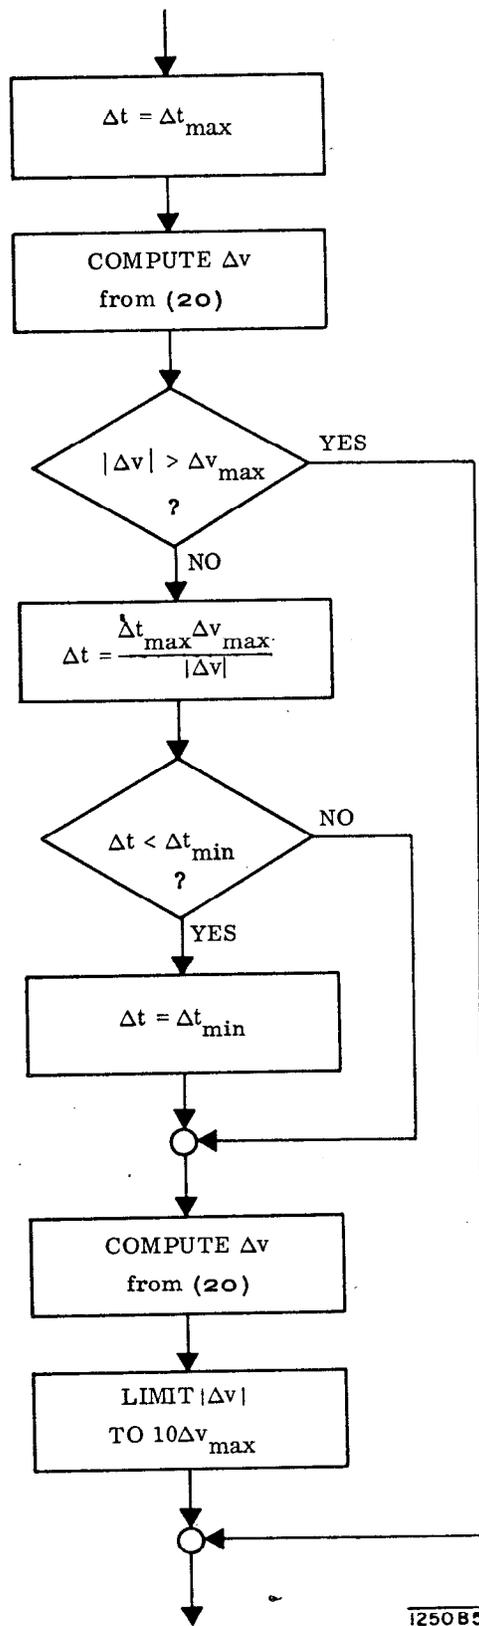 Δt = Δt_max
COMPUTE Δv
from (20)
|Δv| > Δv_max
?
YES
NO
Δt = Δt_max Δv_max / |Δv|
Δt < Δt_min
?
NO
YES
Δt = Δt_min
COMPUTE Δv
from (20)
LIMIT |Δv|
TO 10Δv_max
1250B5